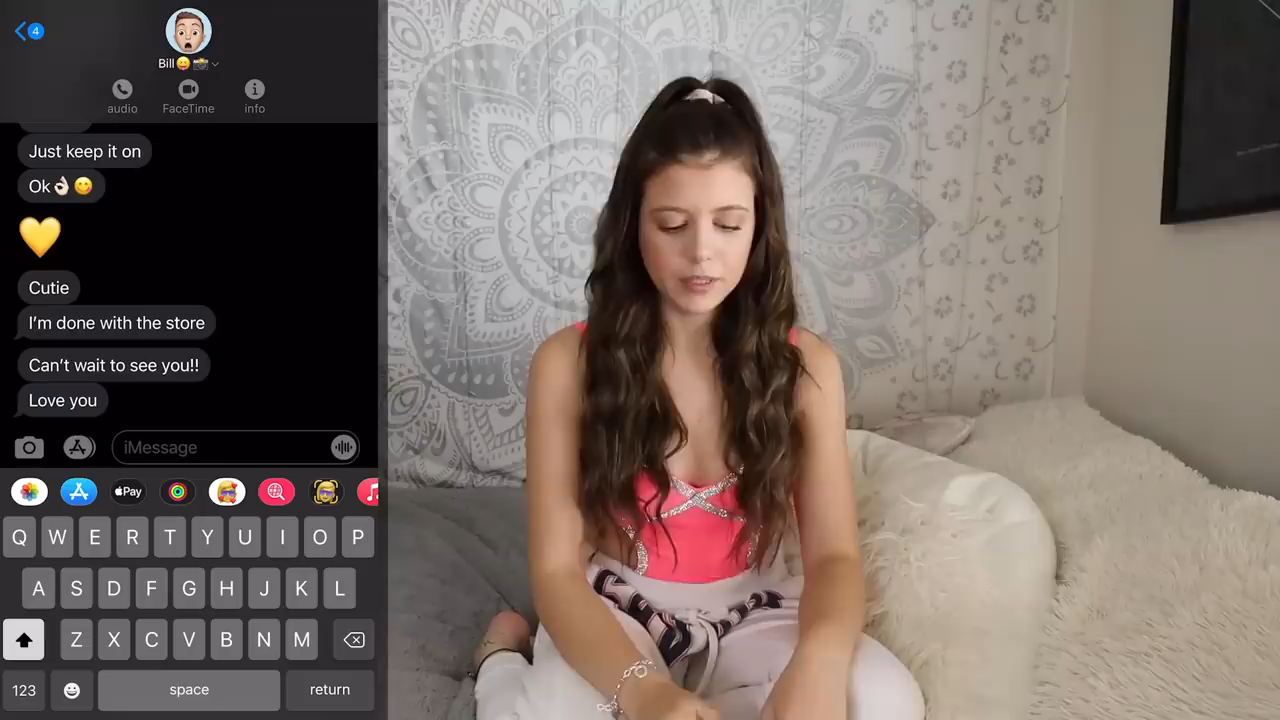 4
Bill😛📸
audio
FaceTime
info
Just keep it on
Ok👌🏻😋
💛
Cutie
I'm done with the store
Can't wait to see you!!
Love you
iMessage
Pay
Q W E R T Y U I O P
A S D F G H J K L
Z X C V B N M
123
space
return